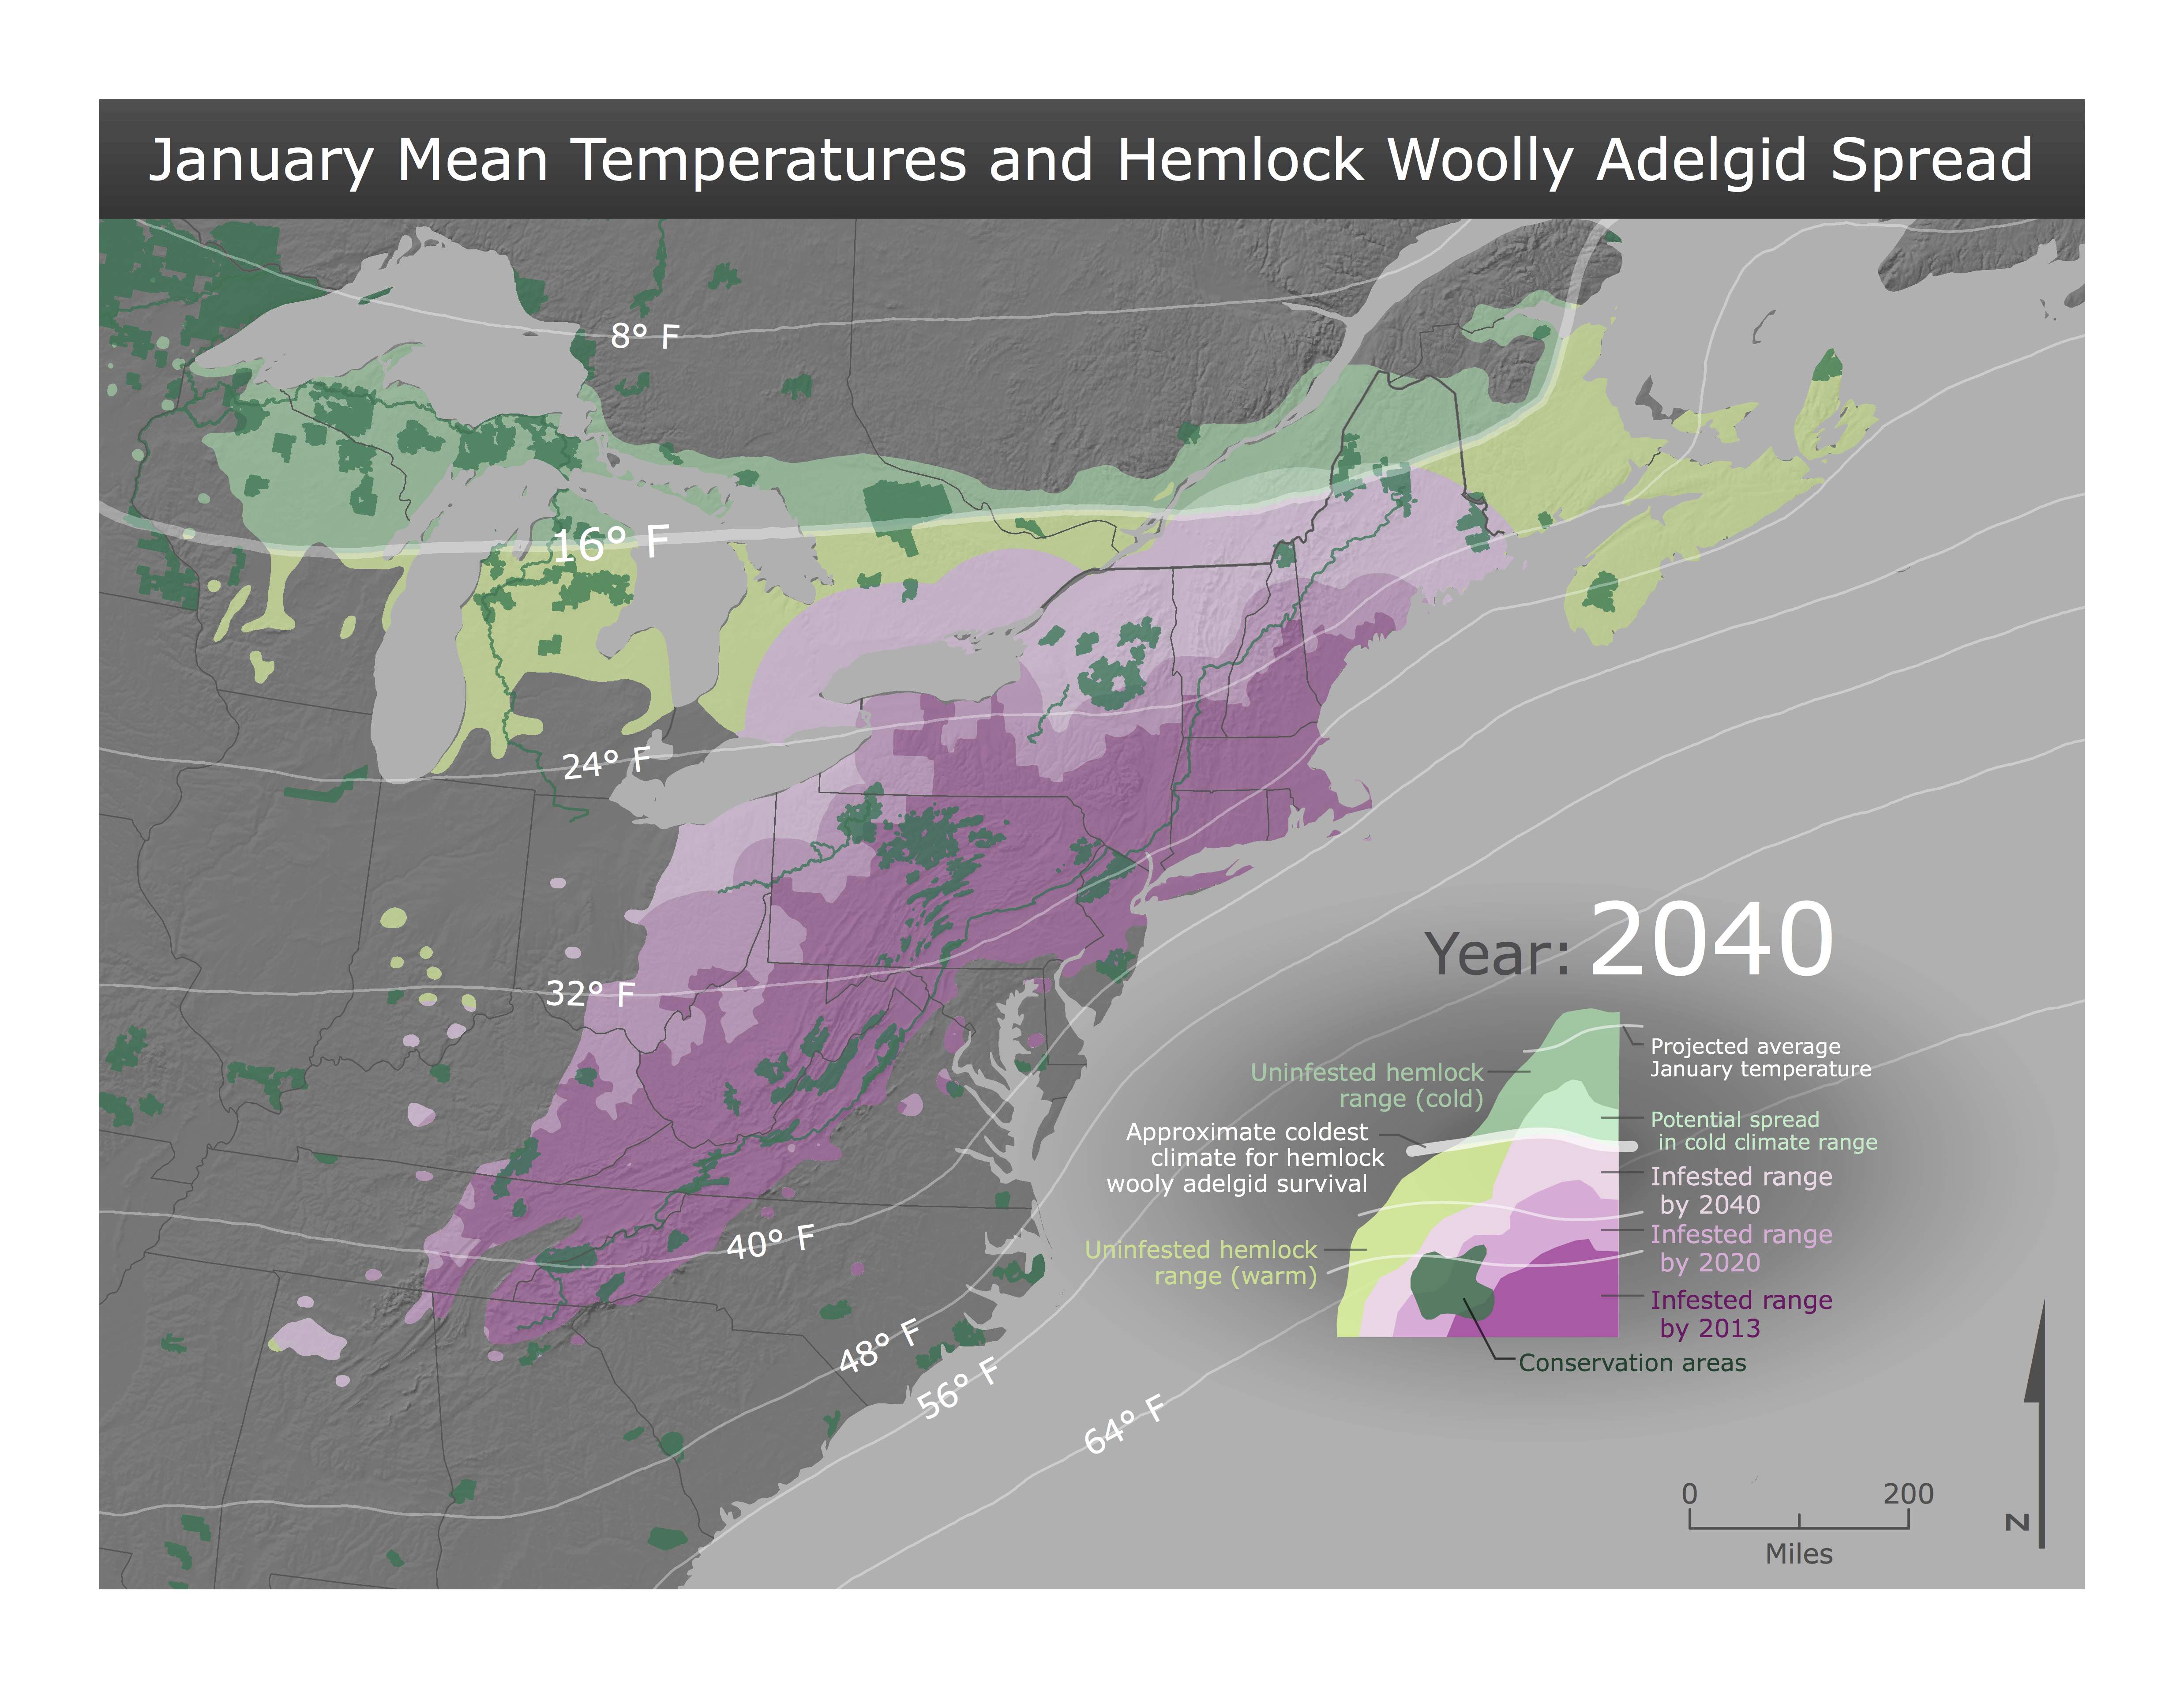 January Mean Temperatures and Hemlock Woolly Adelgid Spread
8° F
16° F
24° F
32° F
40° F
48° F
56° F
64° F
Year: 2040
Projected average
January temperature
Uninfested hemlock
range (cold)
Potential spread
in cold climate range
Approximate coldest
climate for hemlock
wooly adelgid survival
Infested range
by 2040
Infested range
by 2020
Uninfested hemlock
range (warm)
Infested range
by 2013
Conservation areas
0 200
Miles
N